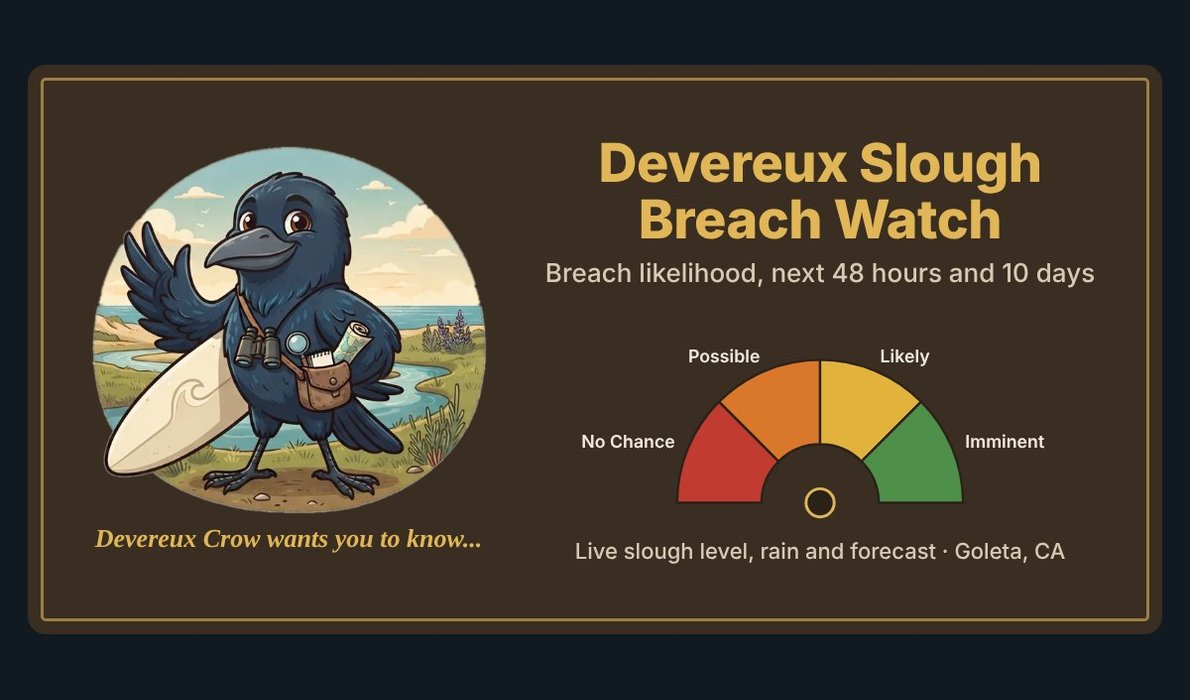 Devereux Slough
Breach Watch
Breach likelihood, next 48 hours and 10 days
Possible
Likely
No Chance
Imminent
Devereux Crow wants you to know...
Live slough level, rain and forecast · Goleta, CA